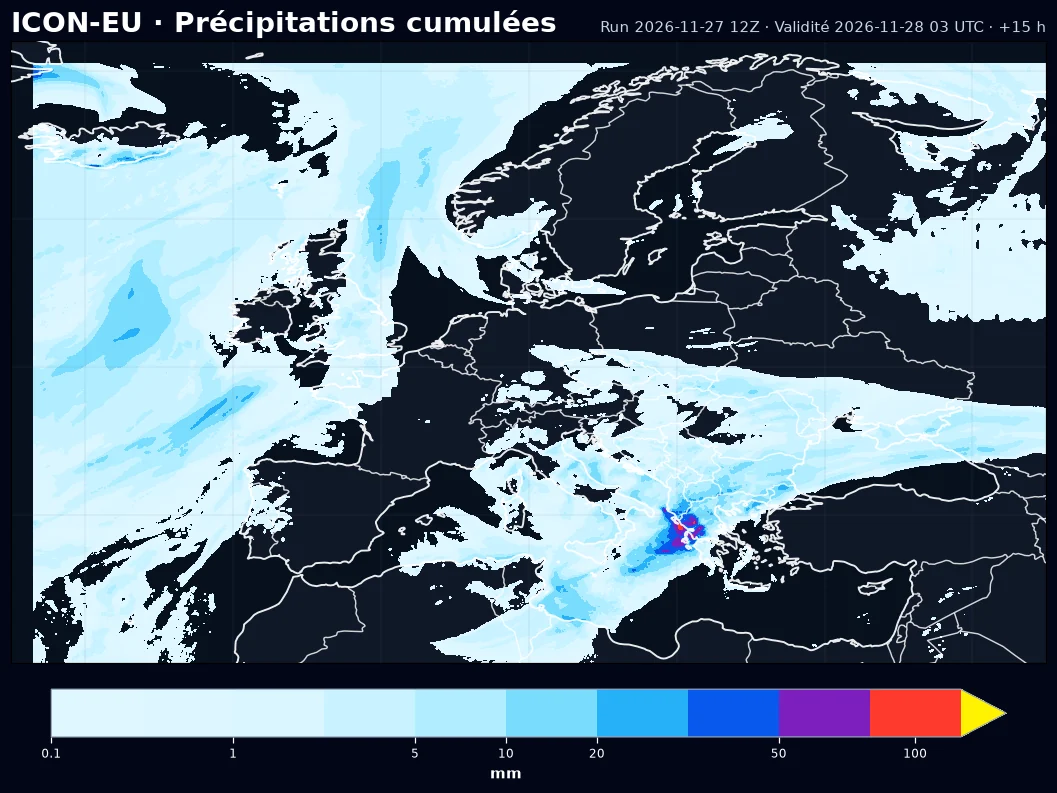 ICON-EU · Précipitations cumulées
Run 2026-11-27 12Z · Validité 2026-11-28 03 UTC · +15 h
0.1 1 5 10 20 50 100
mm